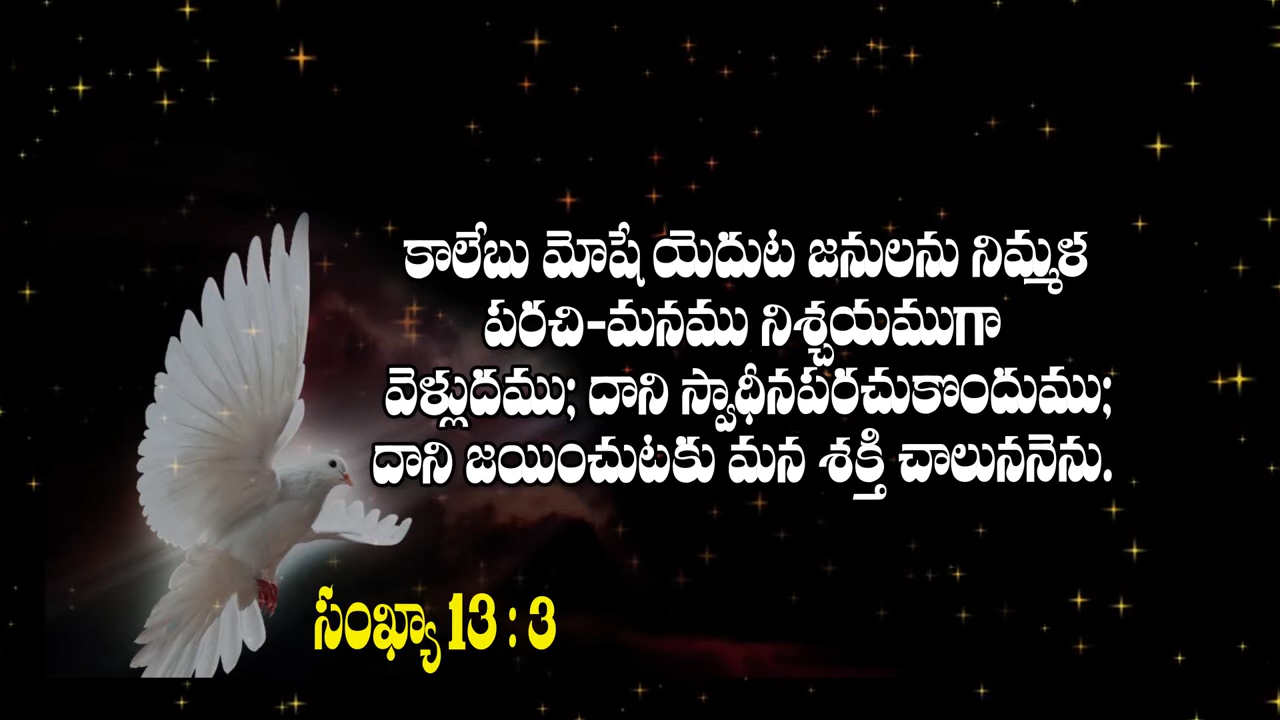 కాలేబు మోషే యెదుట జనులను నిమ్మళ
పరచి-మనము నిశ్చయముగా
వెళ్లుదము; దాని స్వాధీనపరచుకొందుము;
దాని జయించుటకు మన శక్తి చాలుననెను.
సంఖ్యా 13 : 3